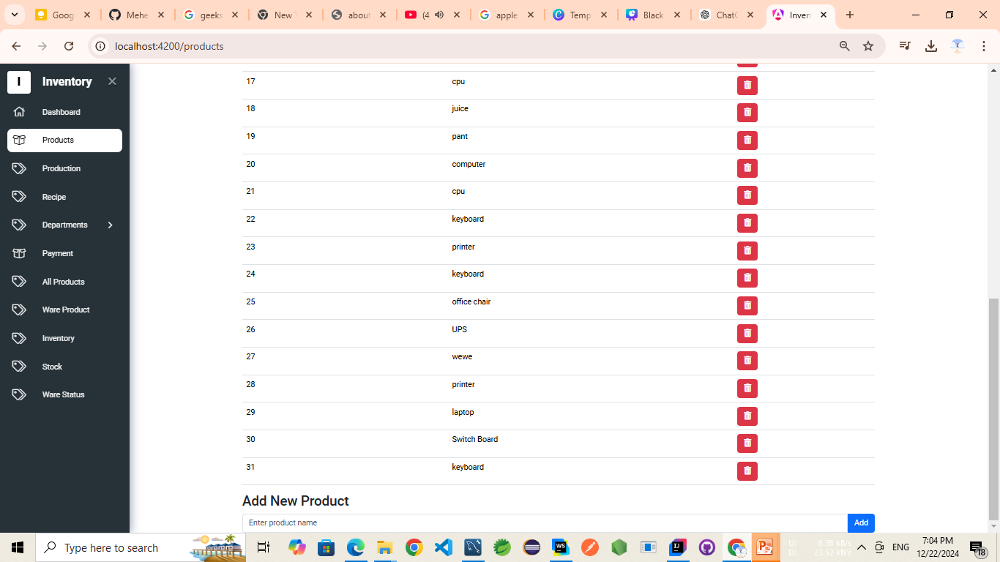 Goog
Mehe
geeks
New T
about
(4
apple
Temp
Black
ChatG
Inven
localhost:4200/products
I
Inventory
Dashboard
Products
Production
Recipe
Departments
Payment
All Products
Ware Product
Inventory
Stock
Ware Status
17 cpu
18 juice
19 pant
20 computer
21 cpu
22 keyboard
23 printer
24 keyboard
25 office chair
26 UPS
27 wewe
28 printer
29 laptop
30 Switch Board
31 keyboard
Add New Product
Enter product name
Add
Type here to search
WS
U: 8.38 kB/s
D: 23.52 kB/s
ENG
7:04 PM
12/22/2024
18